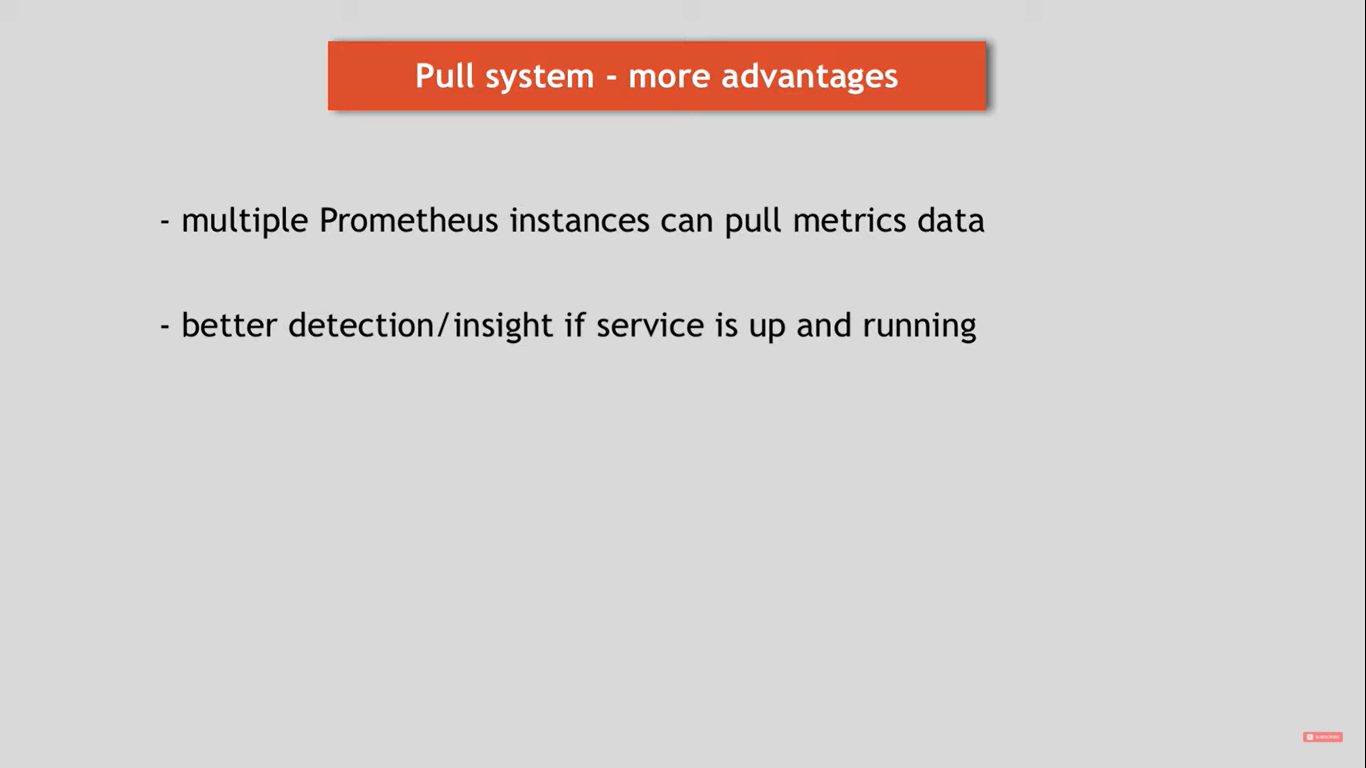 Pull system - more advantages
- multiple Prometheus instances can pull metrics data
- better detection/insight if service is up and running
SUBSCRIBE